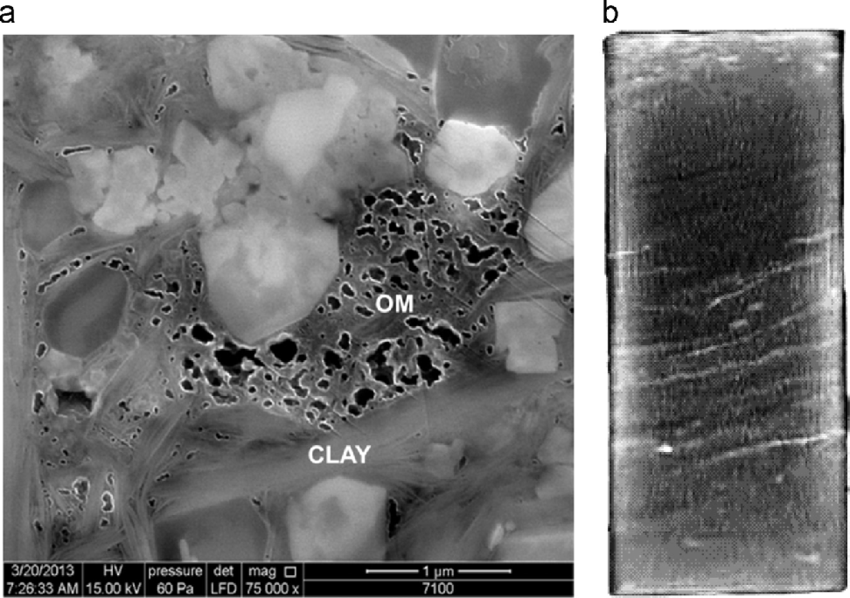 a
b
OM
CLAY
3/20/2013 HV pressure det mag □ 1 µm
7:26:33 AM 15.00 kV 60 Pa LFD 75 000 x 7100